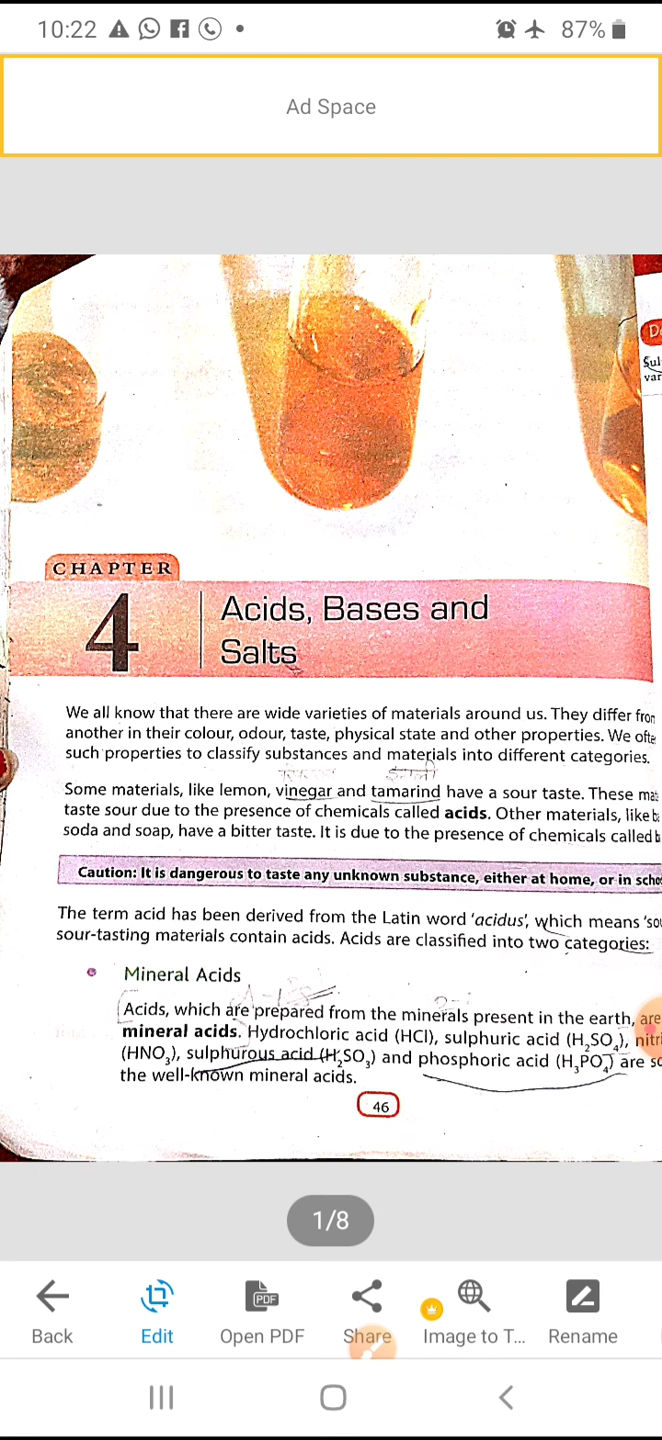 10:22
87%
Ad Space
D
Sul
var
CHAPTER
4
Acids, Bases and
Salts
We all know that there are wide varieties of materials around us. They differ from
another in their colour, odour, taste, physical state and other properties. We ofte
such properties to classify substances and materials into different categories.
Some materials, like lemon, vinegar and tamarind have a sour taste. These mat
taste sour due to the presence of chemicals called acids. Other materials, like b
soda and soap, have a bitter taste. It is due to the presence of chemicals called b
Caution: It is dangerous to taste any unknown substance, either at home, or in schoo
The term acid has been derived from the Latin word 'acidus', which means 'sou
sour-tasting materials contain acids. Acids are classified into two categories:
Mineral Acids
Acids, which are prepared from the minerals present in the earth, are
mineral acids. Hydrochloric acid (HCl), sulphuric acid (H₂SO₄), nitri
(HNO₃), sulphurous acid (H₂SO₃) and phosphoric acid (H₃PO₄) are so
the well-known mineral acids.
46
1/8
PDF
Back Edit Open PDF Share Image to T... Rename